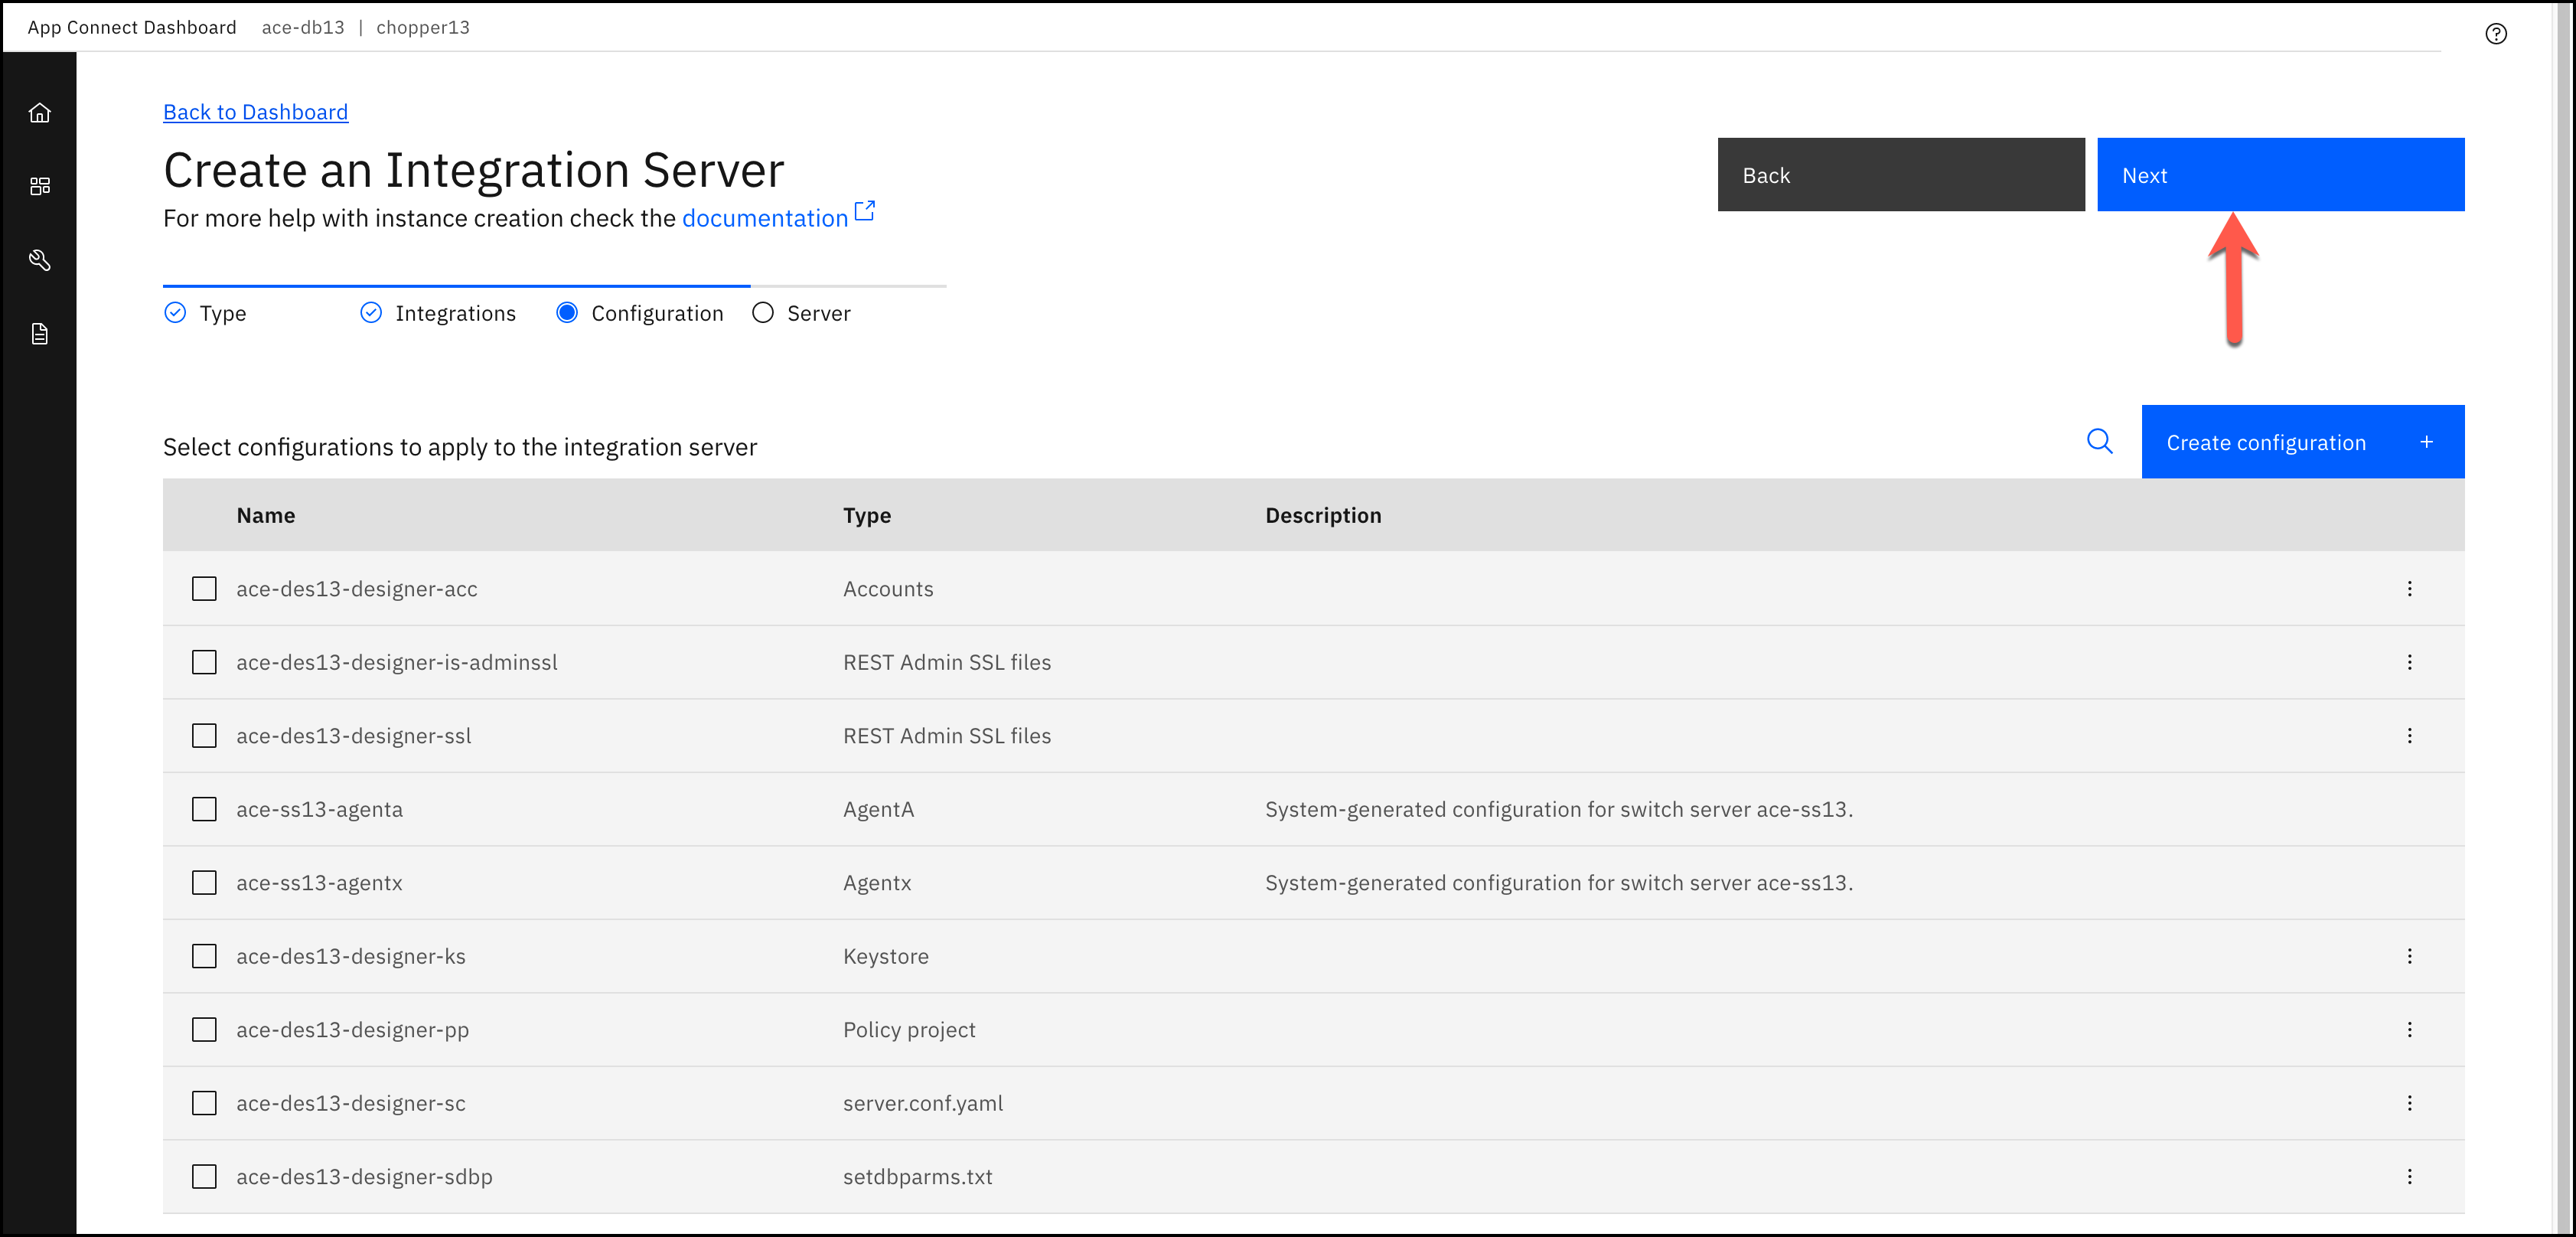 App Connect Dashboard ace-db13 | chopper13
Back to Dashboard
Create an Integration Server
For more help with instance creation check the documentation
Back
Next
Type
Integrations
Configuration
Server
Select configurations to apply to the integration server
Create configuration +
Name Type Description
ace-des13-designer-acc Accounts
ace-des13-designer-is-adminssl REST Admin SSL files
ace-des13-designer-ssl REST Admin SSL files
ace-ss13-agenta AgentA System-generated configuration for switch server ace-ss13.
ace-ss13-agentx Agentx System-generated configuration for switch server ace-ss13.
ace-des13-designer-ks Keystore
ace-des13-designer-pp Policy project
ace-des13-designer-sc server.conf.yaml
ace-des13-designer-sdbp setdbparms.txt